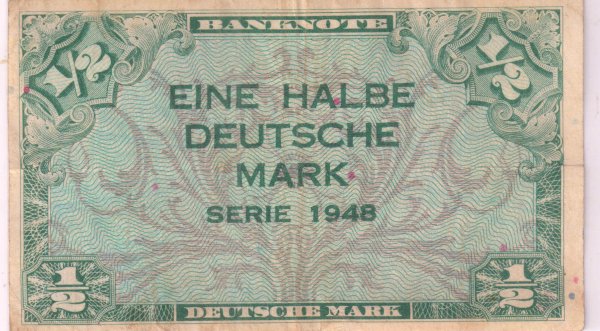 BANKNOTE
1/2 1/2
EINE HALBE
DEUTSCHE
MARK
SERIE 1948
1/2 1/2
DEUTSCHE MARK